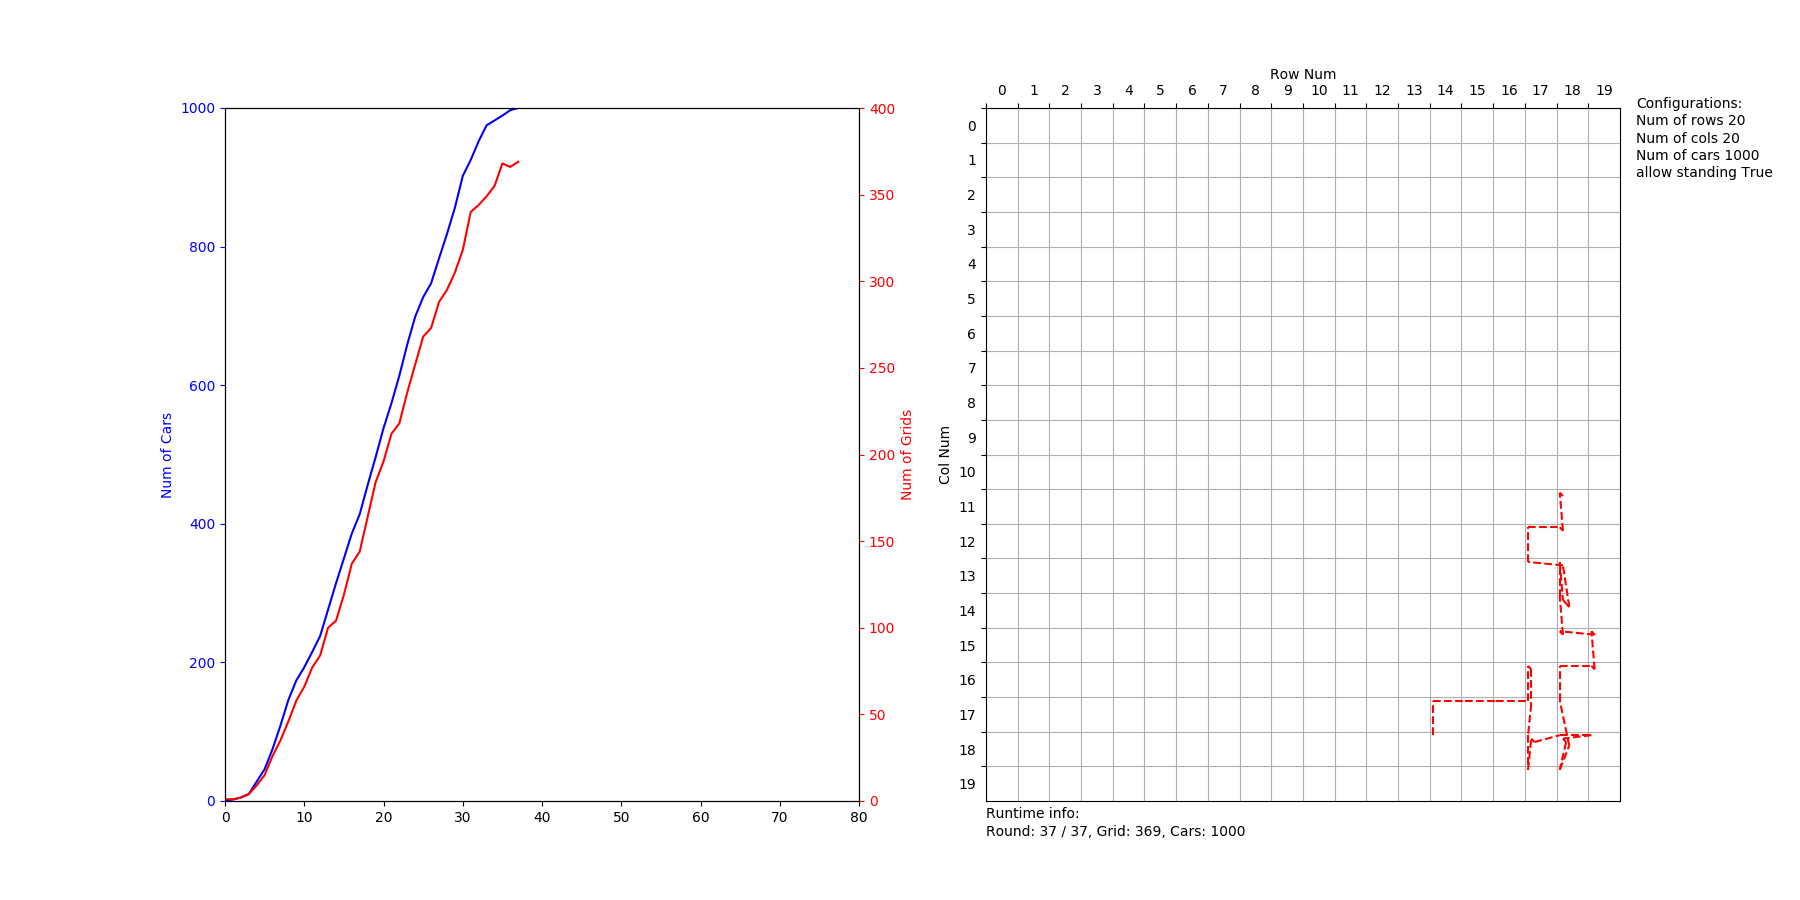 1000
800
600
400
200
0
Num of Cars
0 10 20 30 40 50 60 70 80
400
350
300
250
200
150
100
50
0
Num of Grids
Row Num
0 1 2 3 4 5 6 7 8 9 10 11 12 13 14 15 16 17 18 19
Col Num
0
1
2
3
4
5
6
7
8
9
10
11
12
13
14
15
16
17
18
19
Configurations:
Num of rows 20
Num of cols 20
Num of cars 1000
allow standing True
Runtime info:
Round: 37 / 37, Grid: 369, Cars: 1000